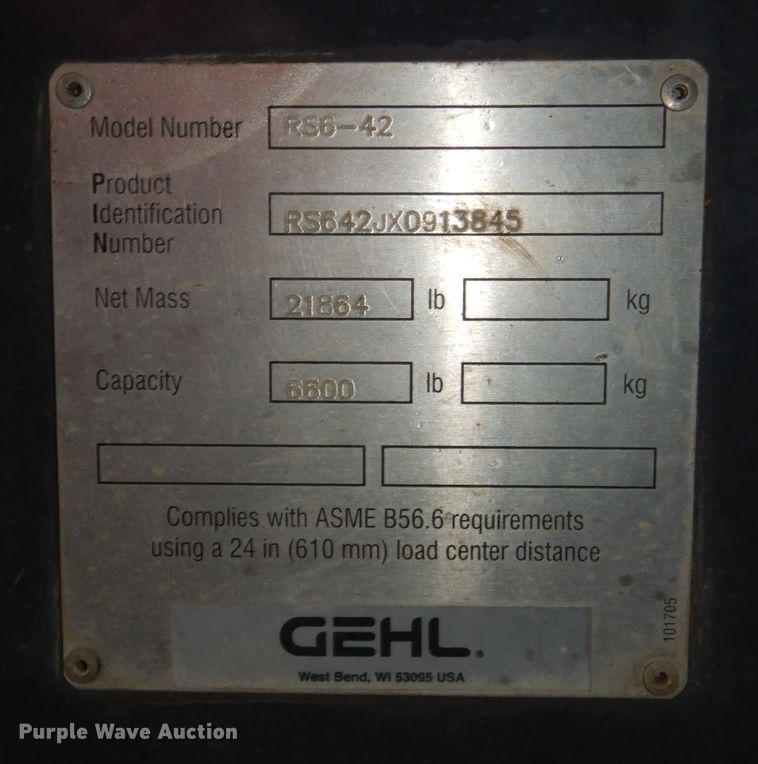 Model Number RS6-42
Product
Identification RS642JX0913845
Number
Net Mass 21864 lb kg
Capacity 6600 lb kg
Complies with ASME B56.6 requirements
using a 24 in (610 mm) load center distance
101705
GEHL.
West Bend, WI 53095 USA
Purple Wave Auction